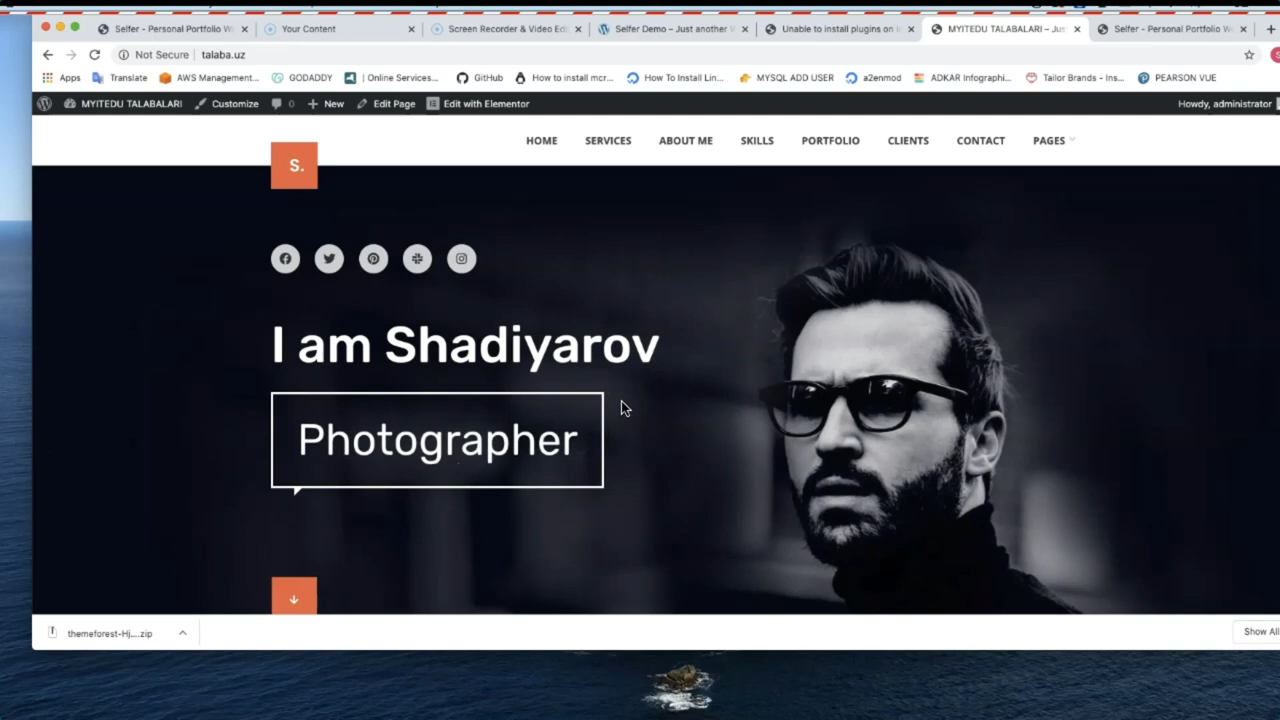 Selfer - Personal Portfolio W
Your Content
Screen Recorder & Video Edi
Selfer Demo – Just another W
Unable to install plugins on
MYITEDU TALABALARI – Jus
Selfer - Personal Portfolio W
Not Secure talaba.uz
Apps
Translate
AWS Management...
GODADDY
| Online Services...
GitHub
How to install mcr...
How To Install Lin...
MYSQL ADD USER
a2enmod
ADKAR Infographi...
Tailor Brands - Ins...
PEARSON VUE
MYITEDU TALABALARI
Customize
0
New
Edit Page
Edit with Elementor
Howdy, administrator
S.
HOME
SERVICES
ABOUT ME
SKILLS
PORTFOLIO
CLIENTS
CONTACT
PAGES
I am Shadiyarov
Photographer
themeforest-Hj....zip
Show All